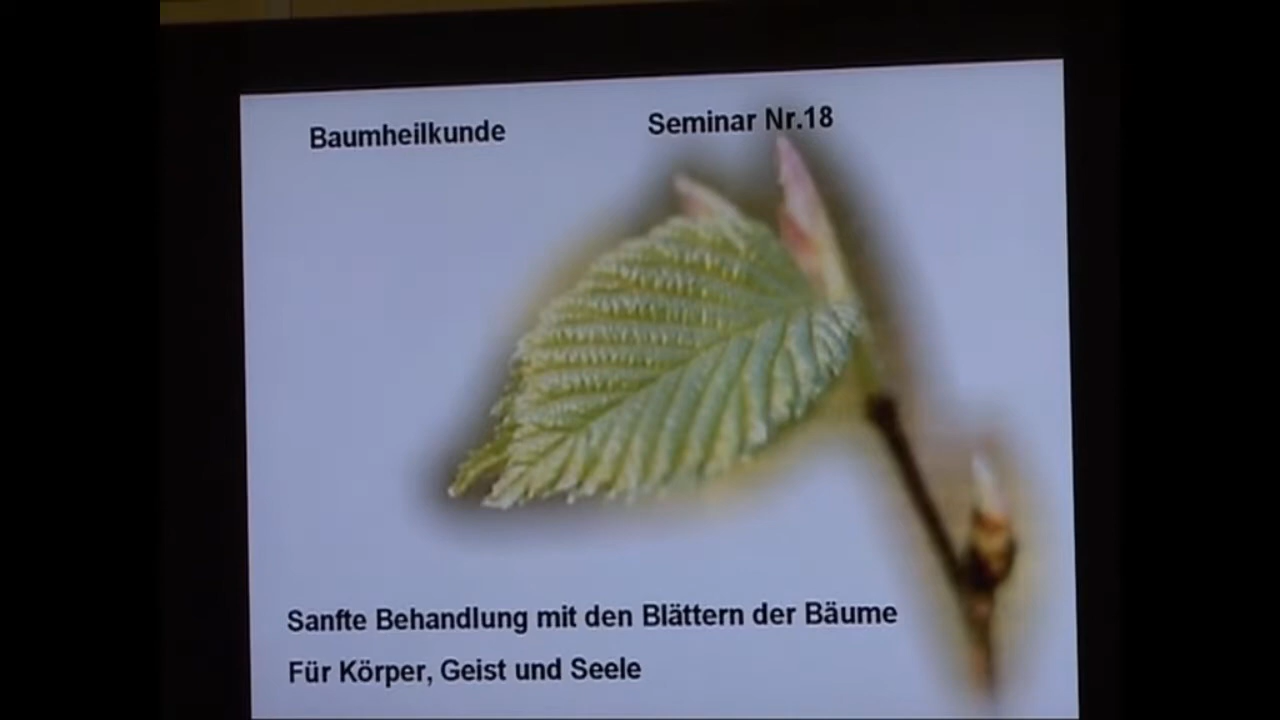 Baumheilkunde Seminar Nr.18
Sanfte Behandlung mit den Blättern der Bäume
Für Körper, Geist und Seele